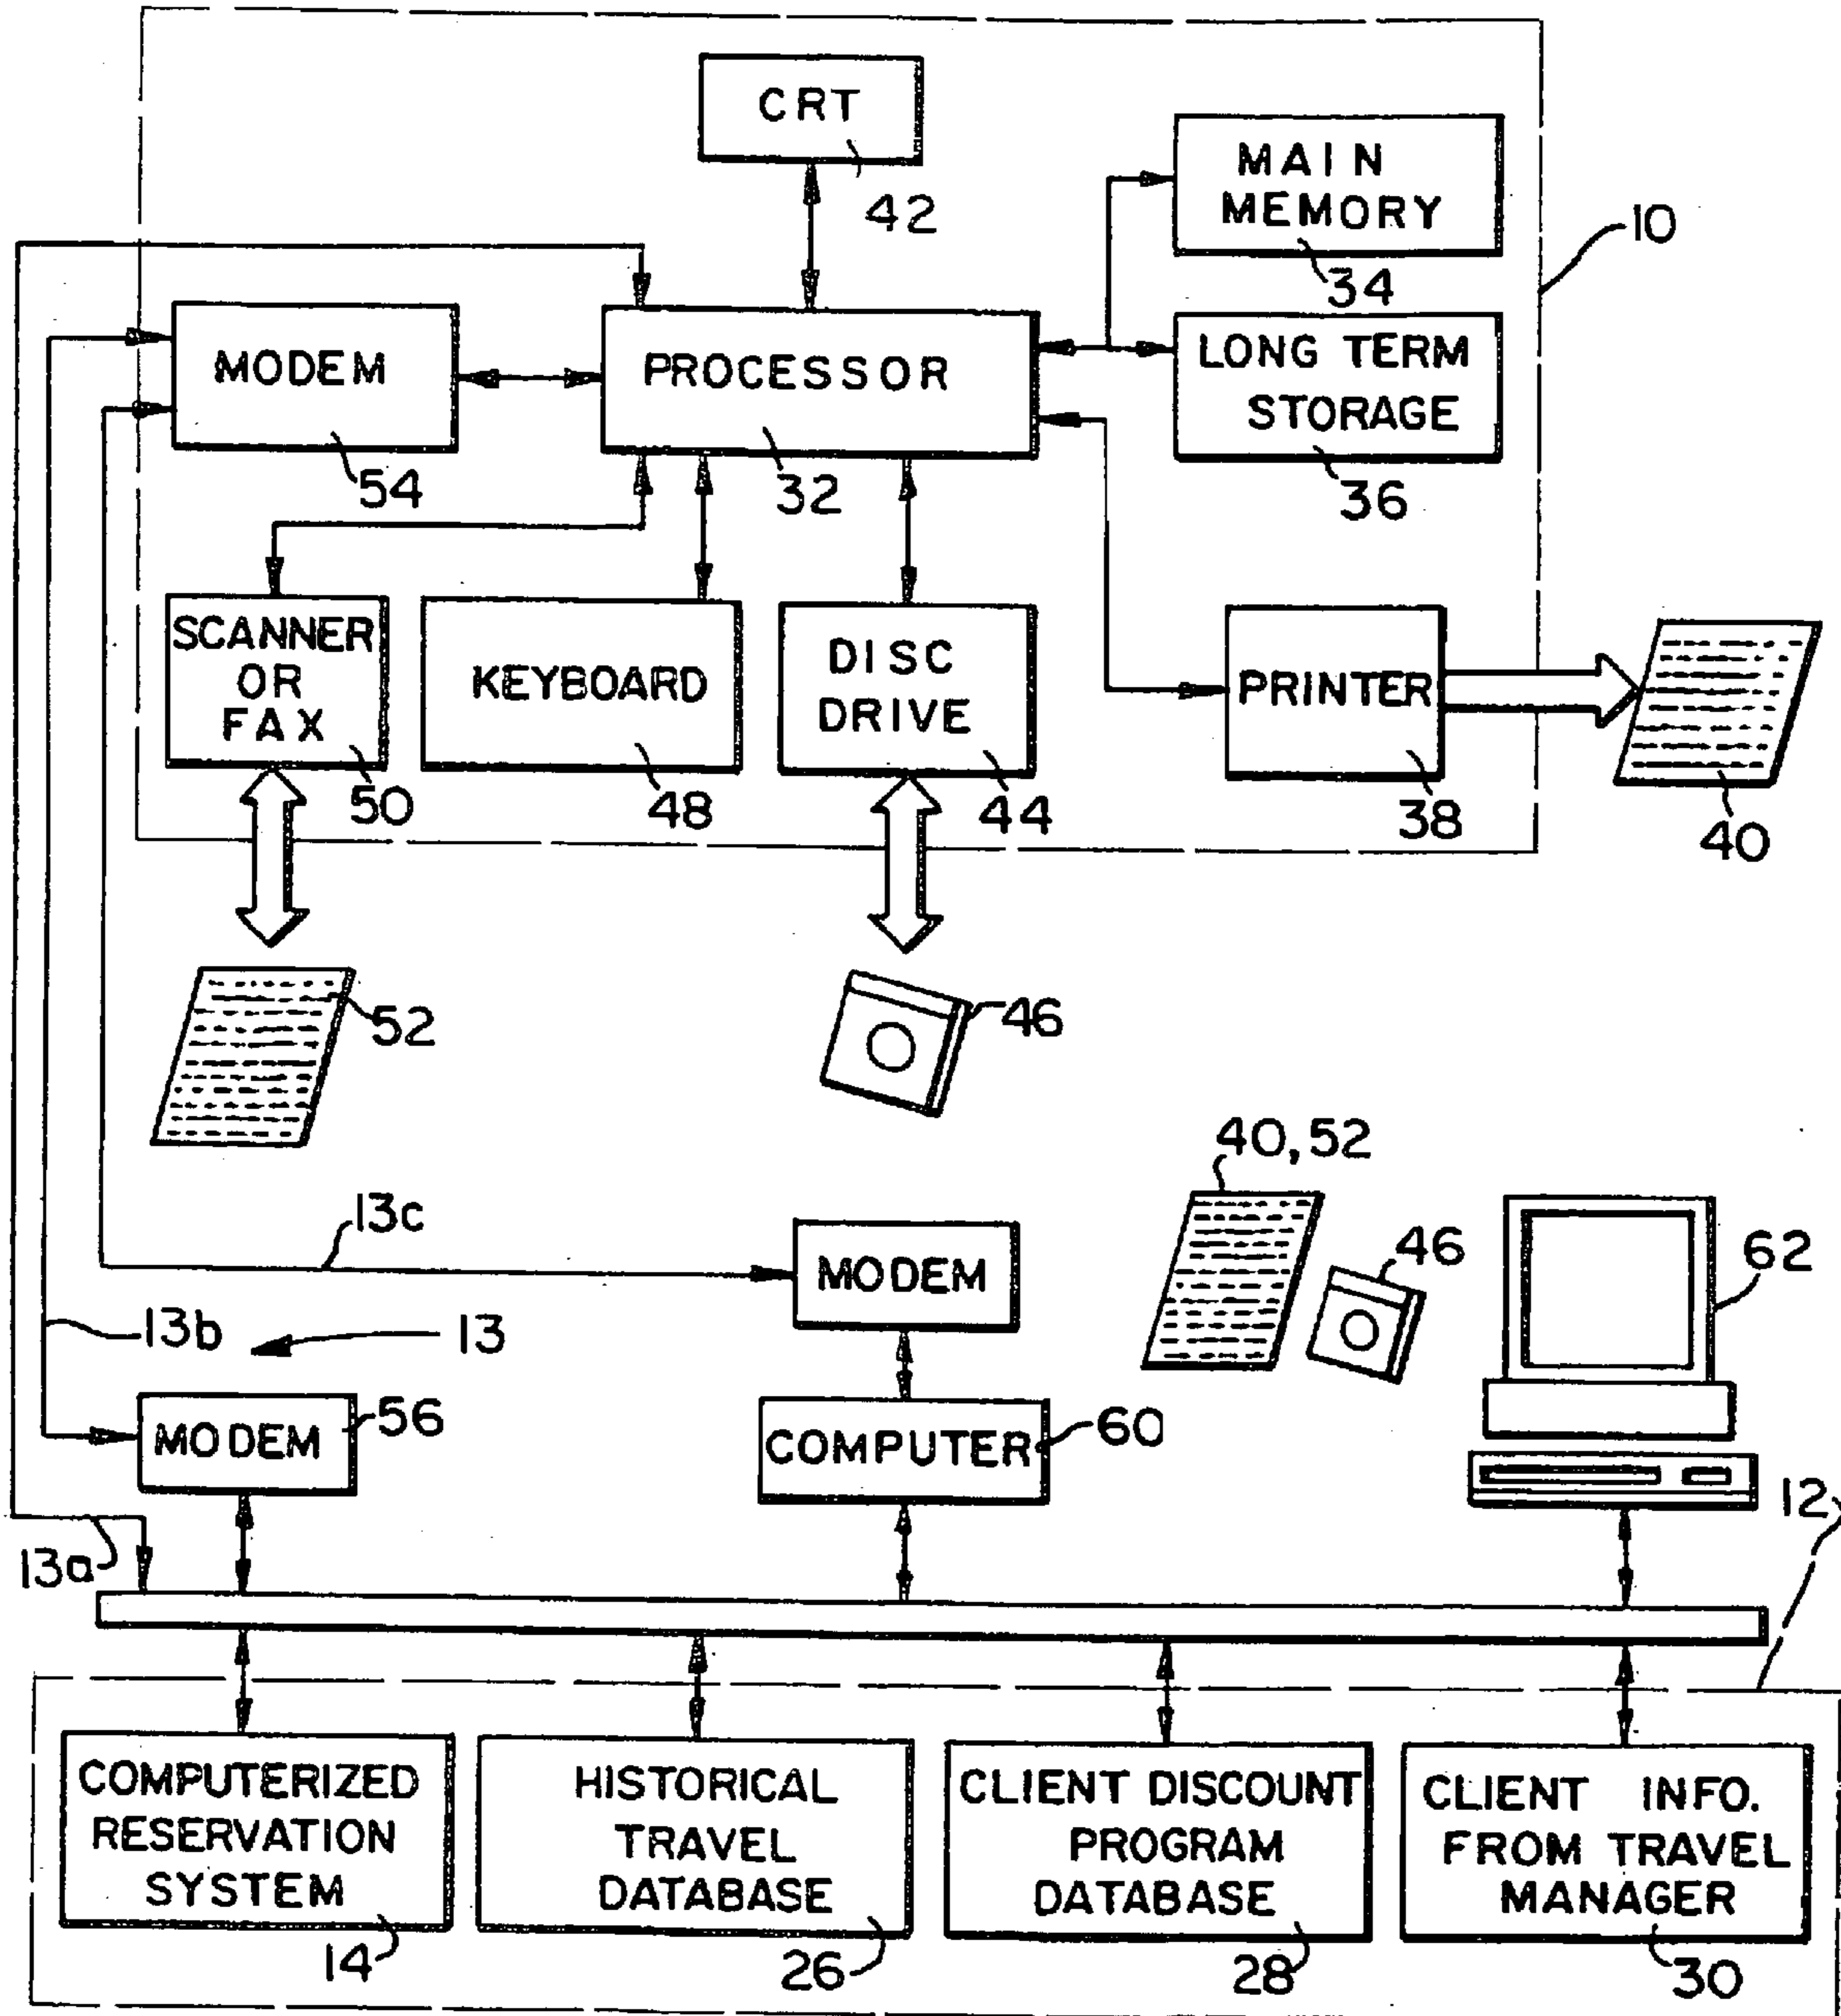 CRT
42
MAIN
MEMORY
34
10
MODEM
54
PROCESSOR
32
LONG TERM
STORAGE
36
SCANNER
OR
FAX
50
KEYBOARD
48
DISC
DRIVE
44
PRINTER
38
40
52
46
40, 52
46
62
13c
MODEM
13b
13
MODEM
56
COMPUTER
60
12
13a
COMPUTERIZED
RESERVATION
SYSTEM
14
HISTORICAL
TRAVEL
DATABASE
26
CLIENT DISCOUNT
PROGRAM
DATABASE
28
CLIENT INFO.
FROM TRAVEL
MANAGER
30